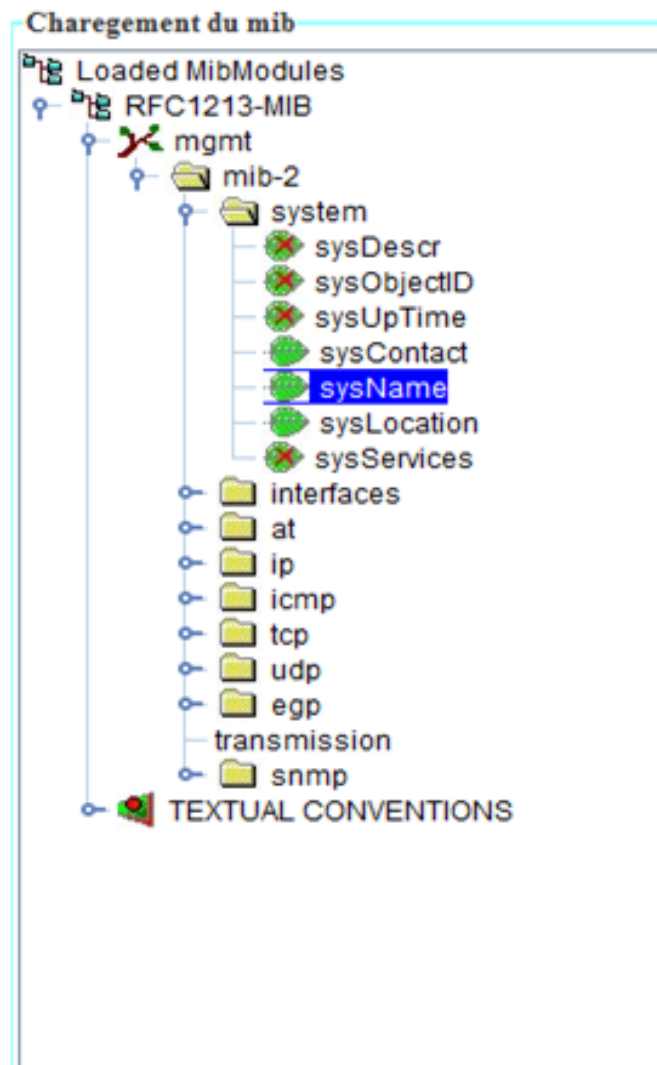 Charegement du mib
Loaded MibModules
RFC1213-MIB
mgmt
mib-2
system
sysDescr
sysObjectID
sysUpTime
sysContact
sysName
sysLocation
sysServices
interfaces
at
ip
icmp
tcp
udp
egp
transmission
snmp
TEXTUAL CONVENTIONS